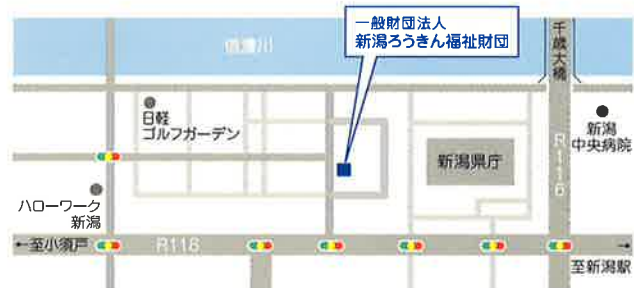 一般財団法人
新潟ろうきん福祉財団
信濃川
千歳大橋
日軽
ゴルフガーデン
新潟
中央病院
R116
新潟県庁
ハローワーク
新潟
←至小須戸
R116
→
至新潟駅